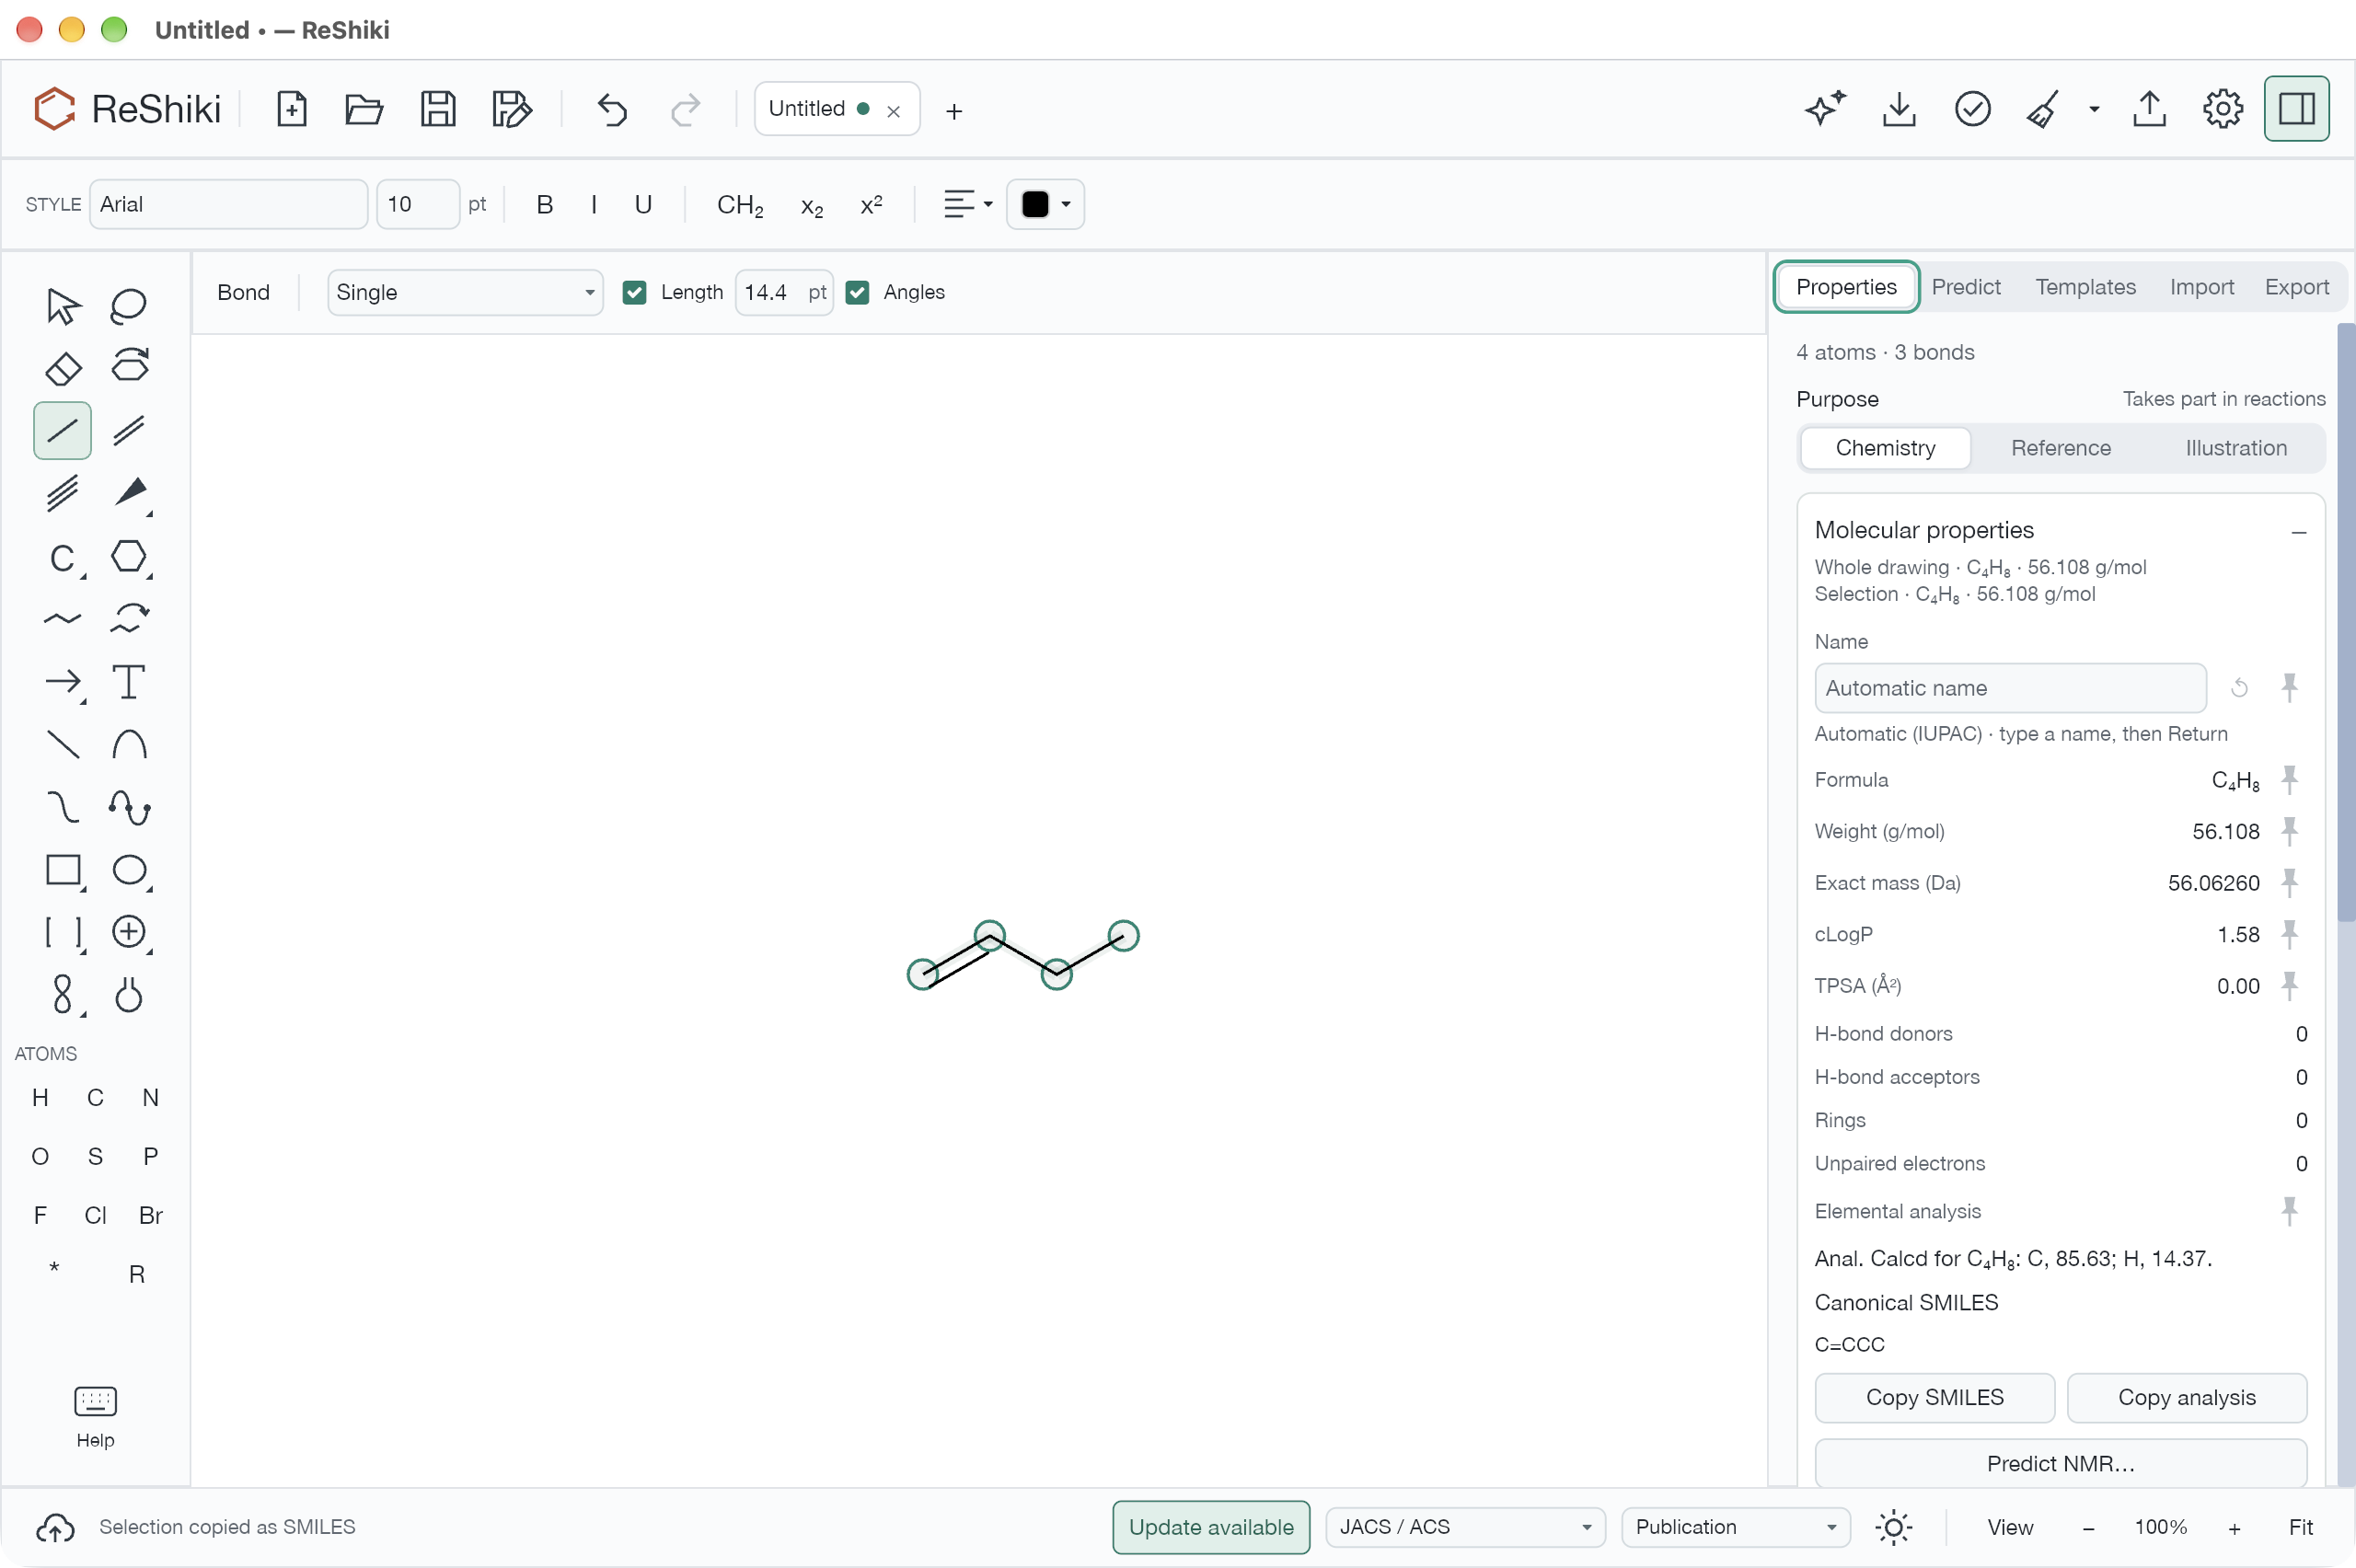 Untitled • — ReShiki
ReShiki
Untitled
STYLE Arial 10 pt B I U CH₂ x₂ x²
Bond Single Length 14.4 pt Angles
Properties Predict Templates Import Export
4 atoms · 3 bonds
Purpose Takes part in reactions
Chemistry Reference Illustration
Molecular properties
Whole drawing · C₄H₈ · 56.108 g/mol
Selection · C₄H₈ · 56.108 g/mol
Name
Automatic name
Automatic (IUPAC) · type a name, then Return
Formula C₄H₈
Weight (g/mol) 56.108
Exact mass (Da) 56.06260
cLogP 1.58
TPSA (Å²) 0.00
H-bond donors 0
H-bond acceptors 0
Rings 0
Unpaired electrons 0
Elemental analysis
Anal. Calcd for C₄H₈: C, 85.63; H, 14.37.
Canonical SMILES
C=CCC
Copy SMILES Copy analysis
Predict NMR...
C
T
[ ]
ATOMS
H C N
O S P
F Cl Br
* R
Help
Selection copied as SMILES Update available JACS / ACS Publication View − 100% + Fit